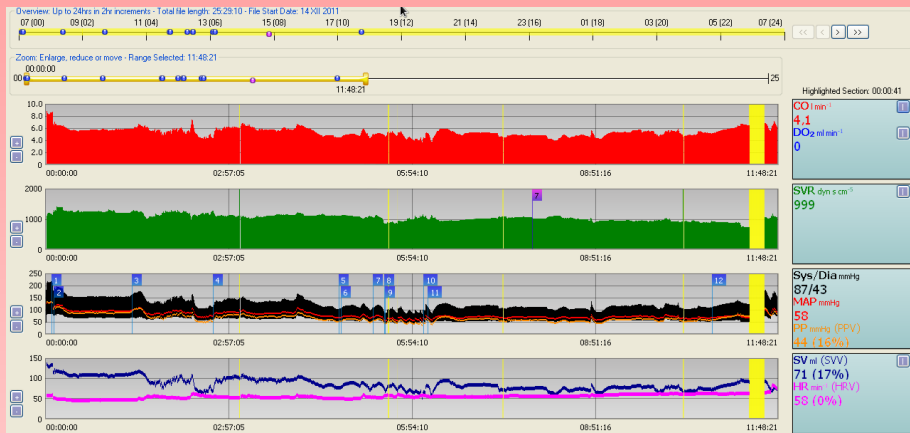 Overview: Up to 24hrs in 2hr increments - Total file length: 25:29:10 - File Start Date: 14 XII 2011
07 (00) 09 (02) 11 (04) 13 (06) 15 (08) 17 (10) 19 (12) 21 (14) 23 (16) 01 (18) 03 (20) 05 (22) 07 (24)
<< < > >>
Zoom: Enlarge, reduce or move - Range Selected: 11:48:21
00:00:00
00 25
11:48:21
Highlighted Section: 00:00:41
10.0
8.0
6.0
4.0
2.0
0
00:00:00 02:57:05 05:54:10 08:51:16 11:48:21
CO l min⁻¹
4.1
DO₂ ml min⁻¹
0
2000
1000
0
7
00:00:00 02:57:05 05:54:10 08:51:16 11:48:21
SVR dyn s cm⁻⁵
999
250
200
150
100
50
0
1 3 4 5 7 8 10 12
2 6 9 11
00:00:00 02:57:05 05:54:10 08:51:16 11:48:21
Sys/Dia mmHg
87/43
MAP mmHg
58
PP mmHg (PPV)
44 (16%)
150
100
50
0
00:00:00 02:57:05 05:54:10 08:51:16 11:48:21
SV ml (SVV)
71 (17%)
HR min⁻¹ (HRV)
58 (0%)